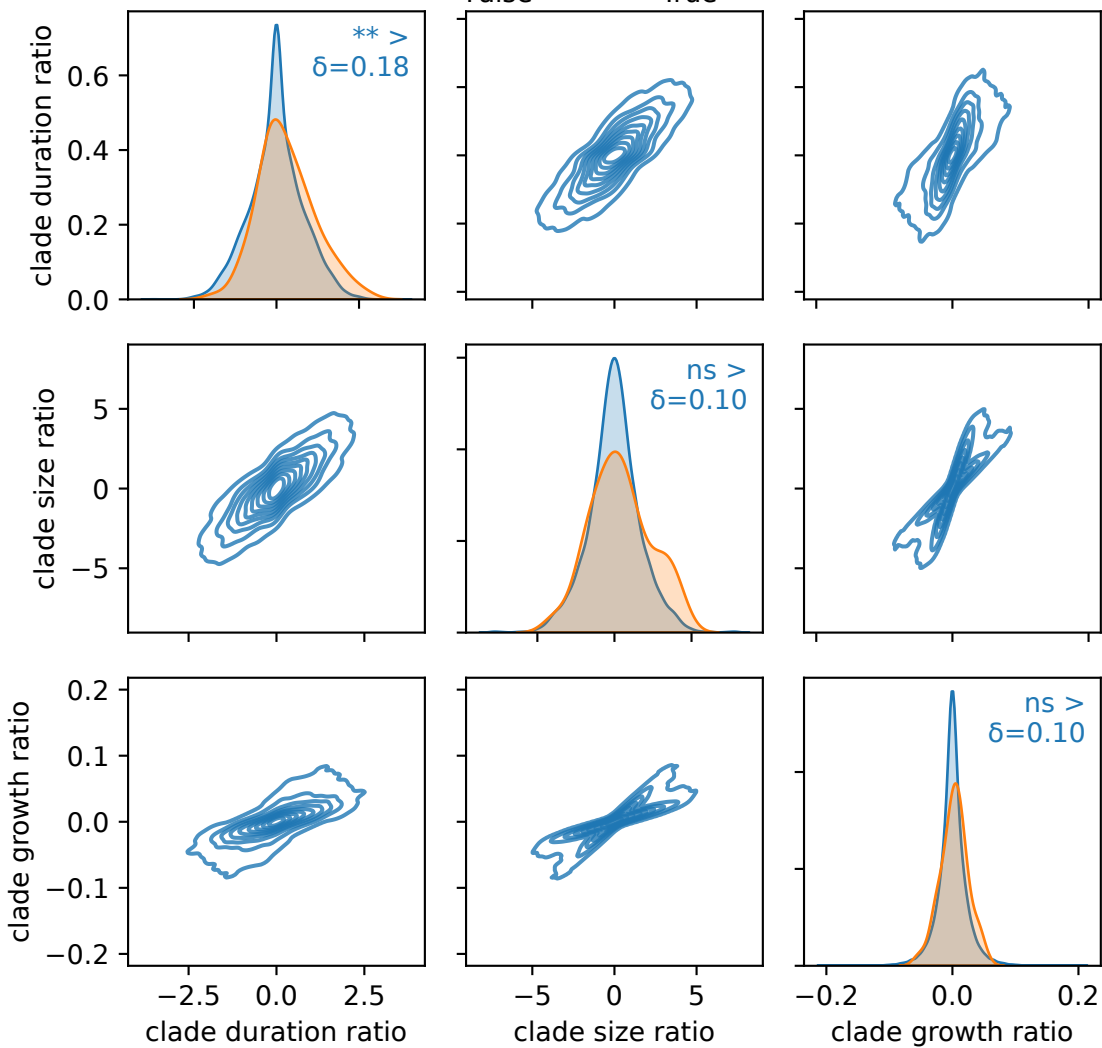 False True
clade duration ratio
0.6
0.4
0.2
0.0
** >
δ=0.18
clade size ratio
5
0
−5
ns >
δ=0.10
clade growth ratio
0.2
0.1
0.0
−0.1
−0.2
ns >
δ=0.10
−2.5 0.0 2.5
−5 0 5
−0.2 0.0 0.2
clade duration ratio
clade size ratio
clade growth ratio